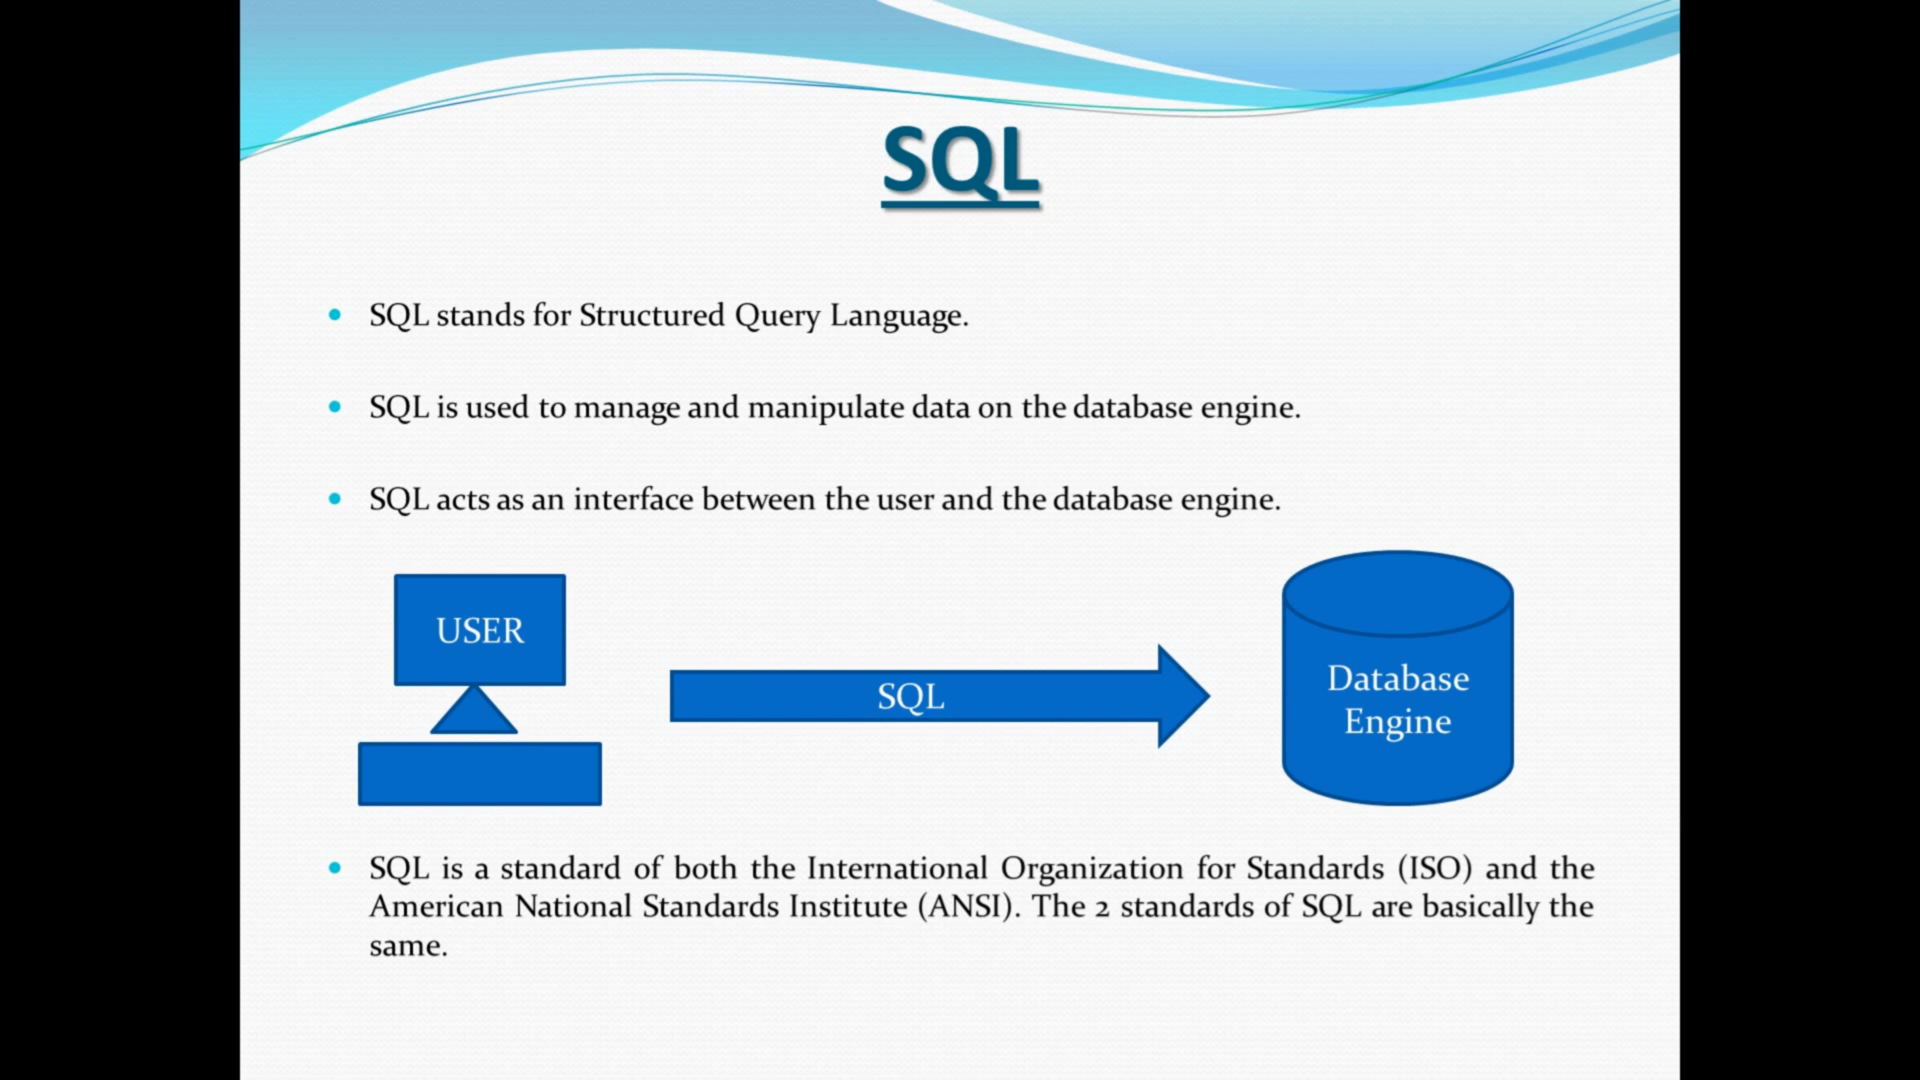 SQL
SQL stands for Structured Query Language.
SQL is used to manage and manipulate data on the database engine.
SQL acts as an interface between the user and the database engine.
USER
SQL
Database
Engine
SQL is a standard of both the International Organization for Standards (ISO) and the
American National Standards Institute (ANSI). The 2 standards of SQL are basically the
same.